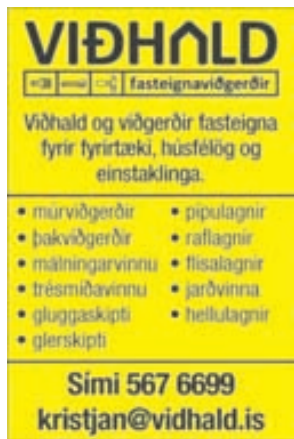 VIÐHALD
fasteignaviðgerðir
Viðhald og viðgerðir fasteigna
fyrir fyrirtæki, húsfélög og
einstaklinga.
• múrviðgerðir
• þakviðgerðir
• málningarvinnu
• trésmíðavinnu
• gluggaskipti
• glerskipti
• pípulagnir
• raflagnir
• flísalagnir
• jarðvinna
• hellulagnir
Sími 567 6699
kristjan@vidhald.is